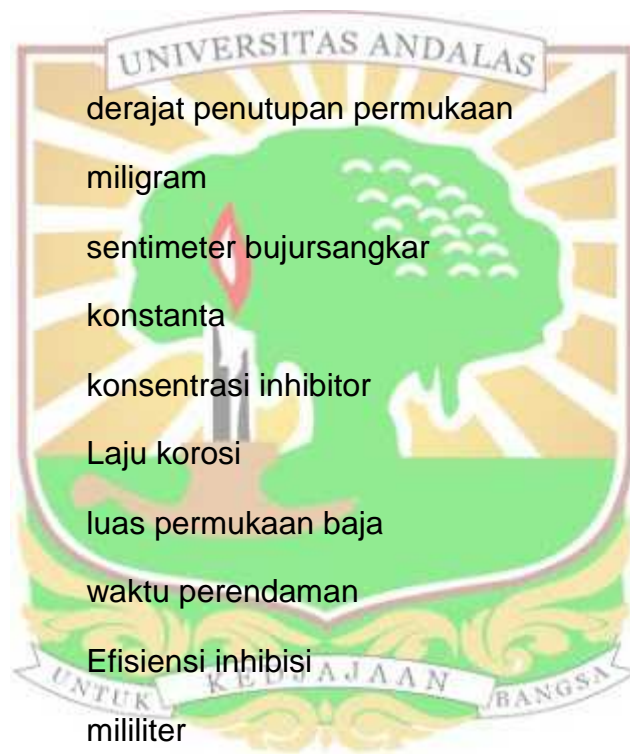 UNIVERSITAS ANDALAS
derajat penutupan permukaan
miligram
sentimeter bujursangkar
konstanta
konsentrasi inhibitor
Laju korosi
luas permukaan baja
waktu perendaman
Efisiensi inhibisi
UNTUK KEDJAJAAN BANGSA
mililiter